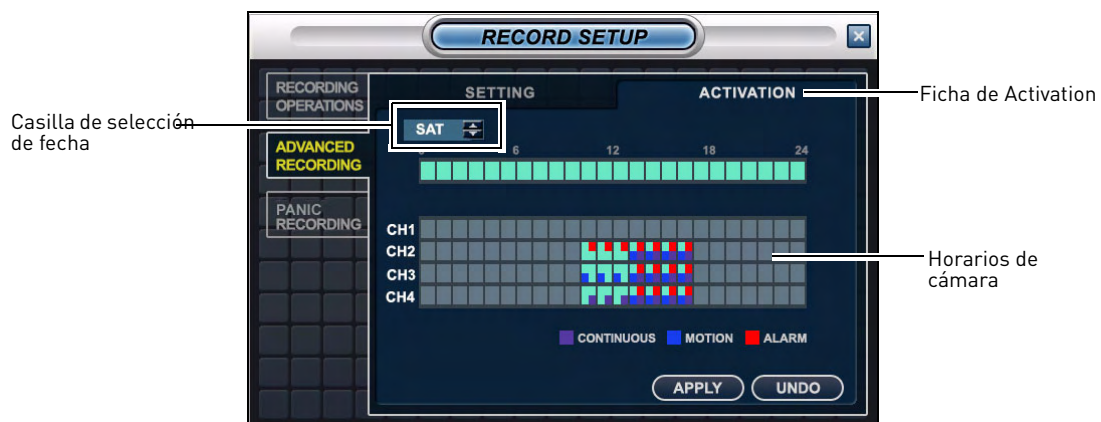 RECORD SETUP
RECORDING
OPERATIONS
SETTING
ACTIVATION
Ficha de Activation
Casilla de selección
de fecha
SAT
ADVANCED
RECORDING
6 12 18 24
PANIC
RECORDING
CH1
CH2
CH3
CH4
Horarios de
cámara
CONTINUOUS MOTION ALARM
APPLY UNDO